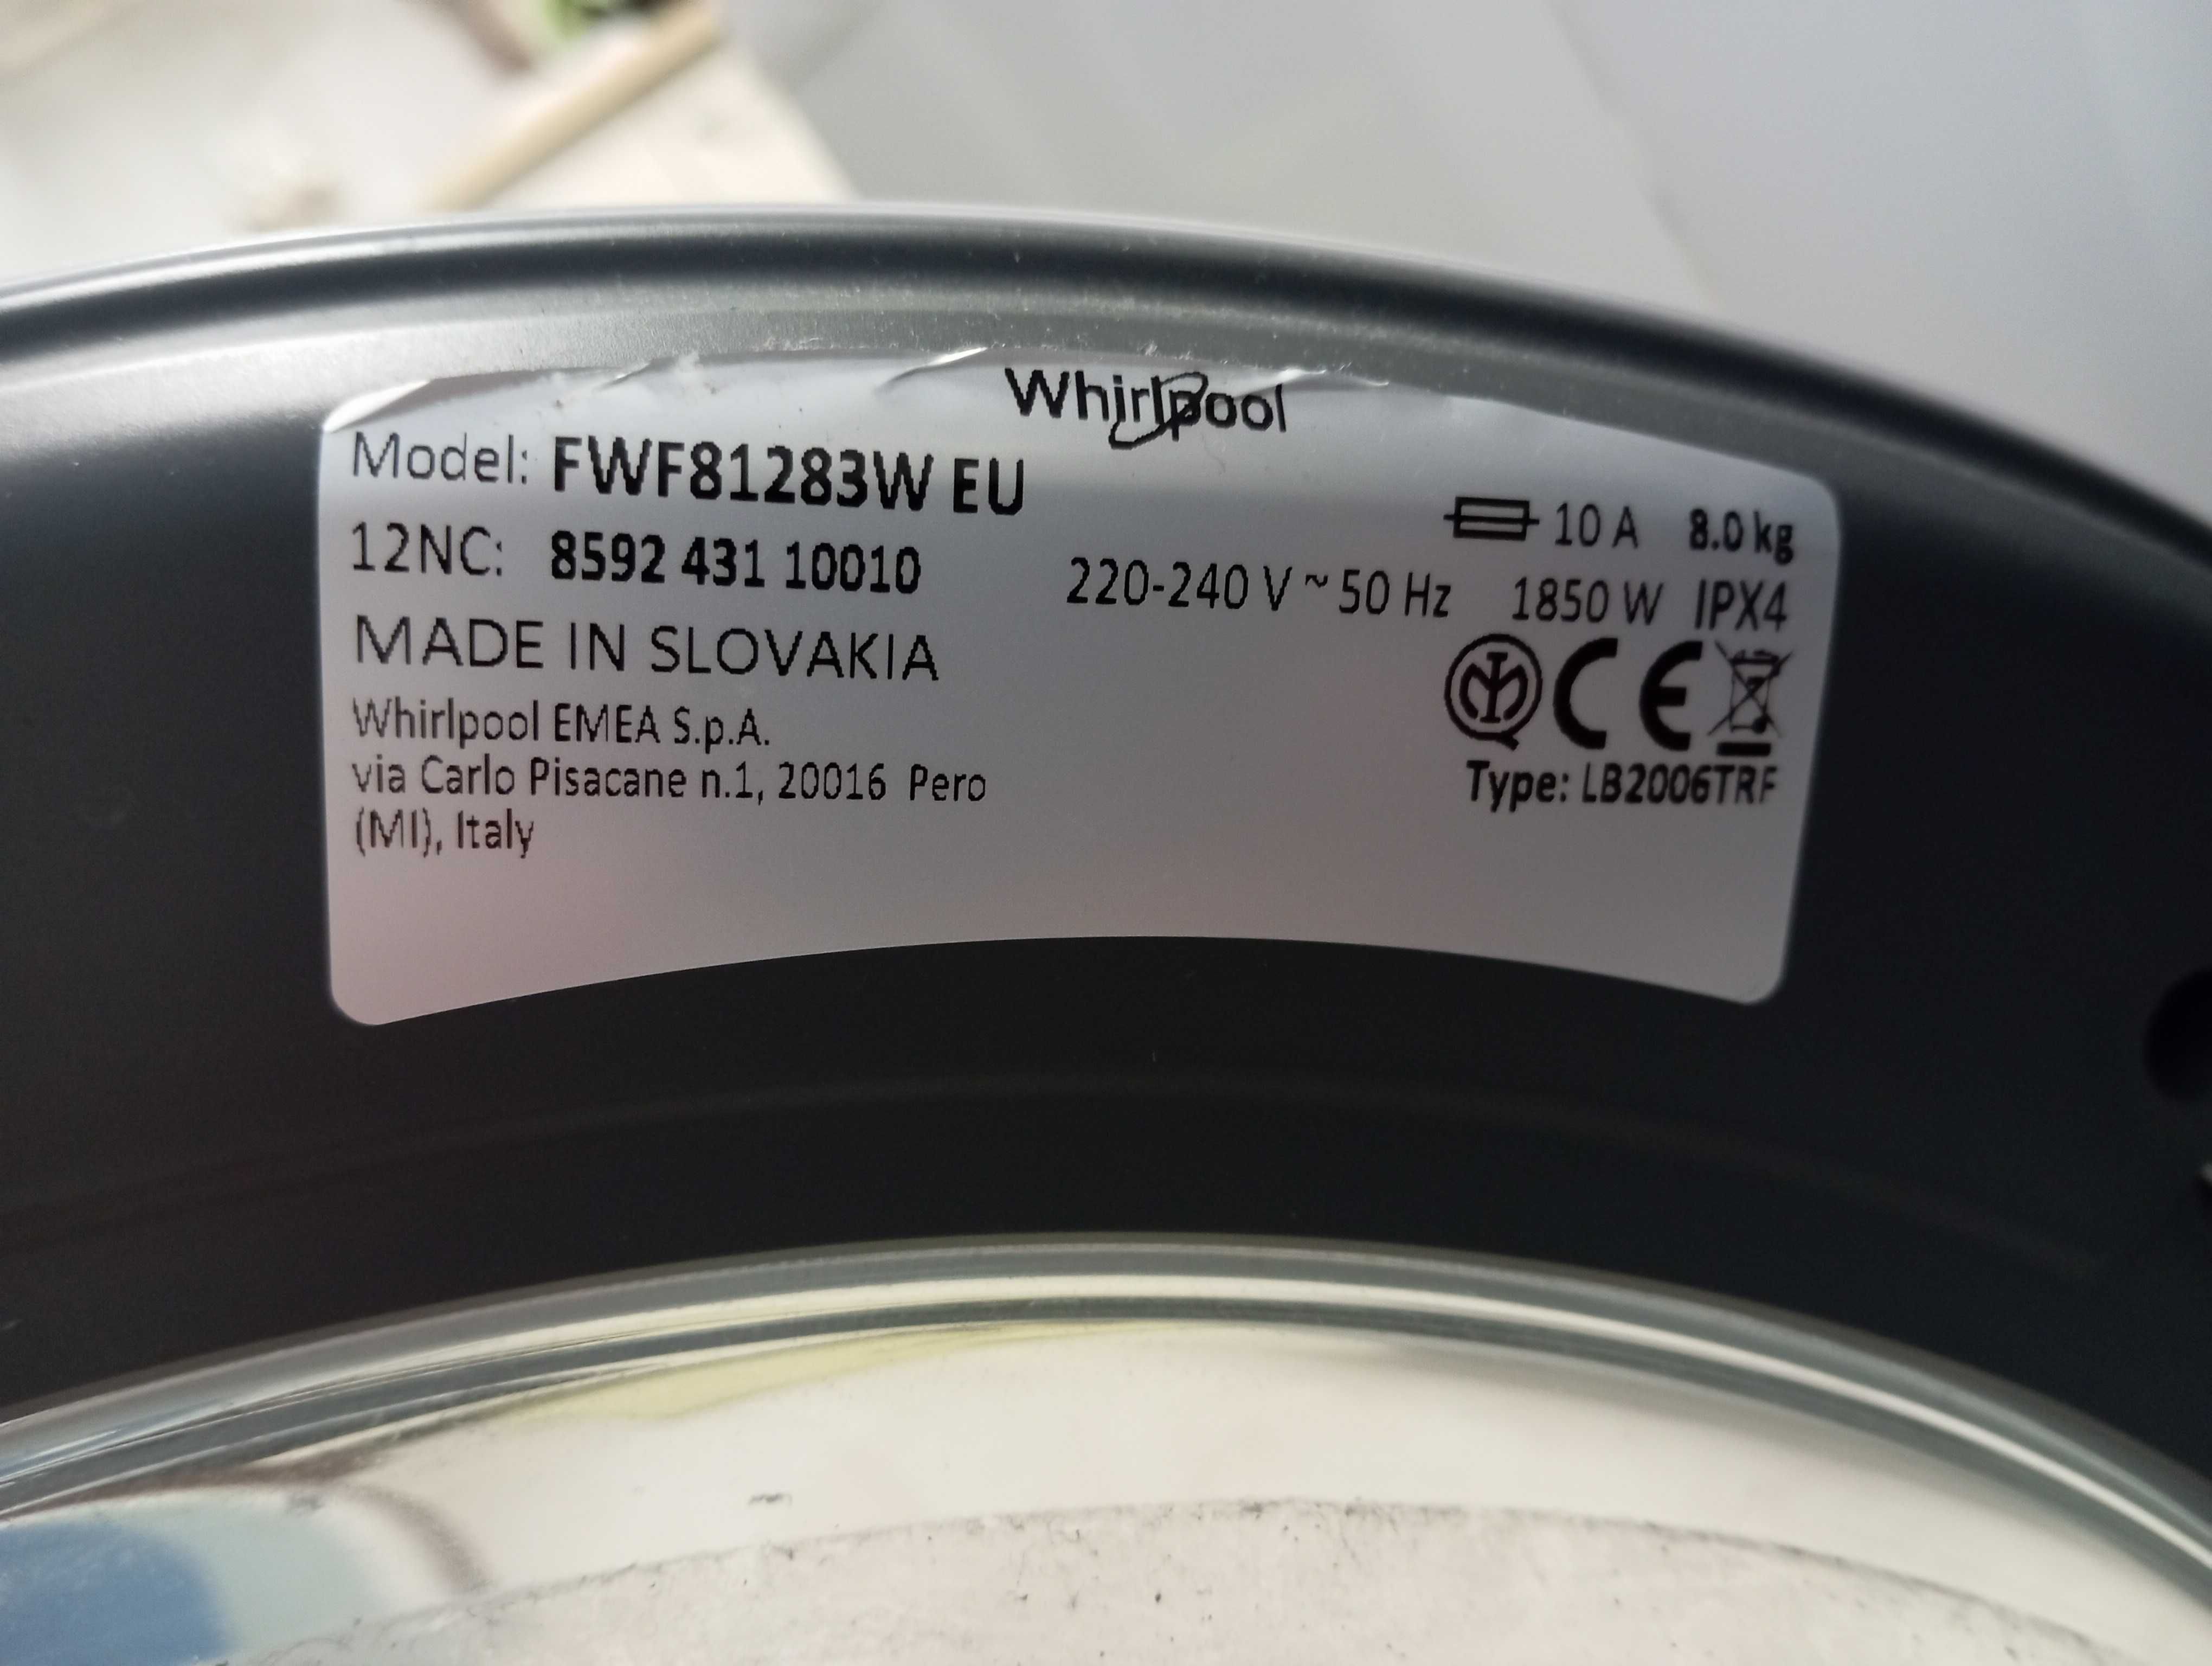 Whirlpool
Model: FWF81283W EU
10 A 8.0 kg
12NC: 8592 431 10010
220-240 V ~ 50 Hz 1850 W IPX4
MADE IN SLOVAKIA
CE
Whirlpool EMEA S.p.A.
via Carlo Pisacane n.1, 20016 Pero
(MI), Italy
Type: LB2006TRF